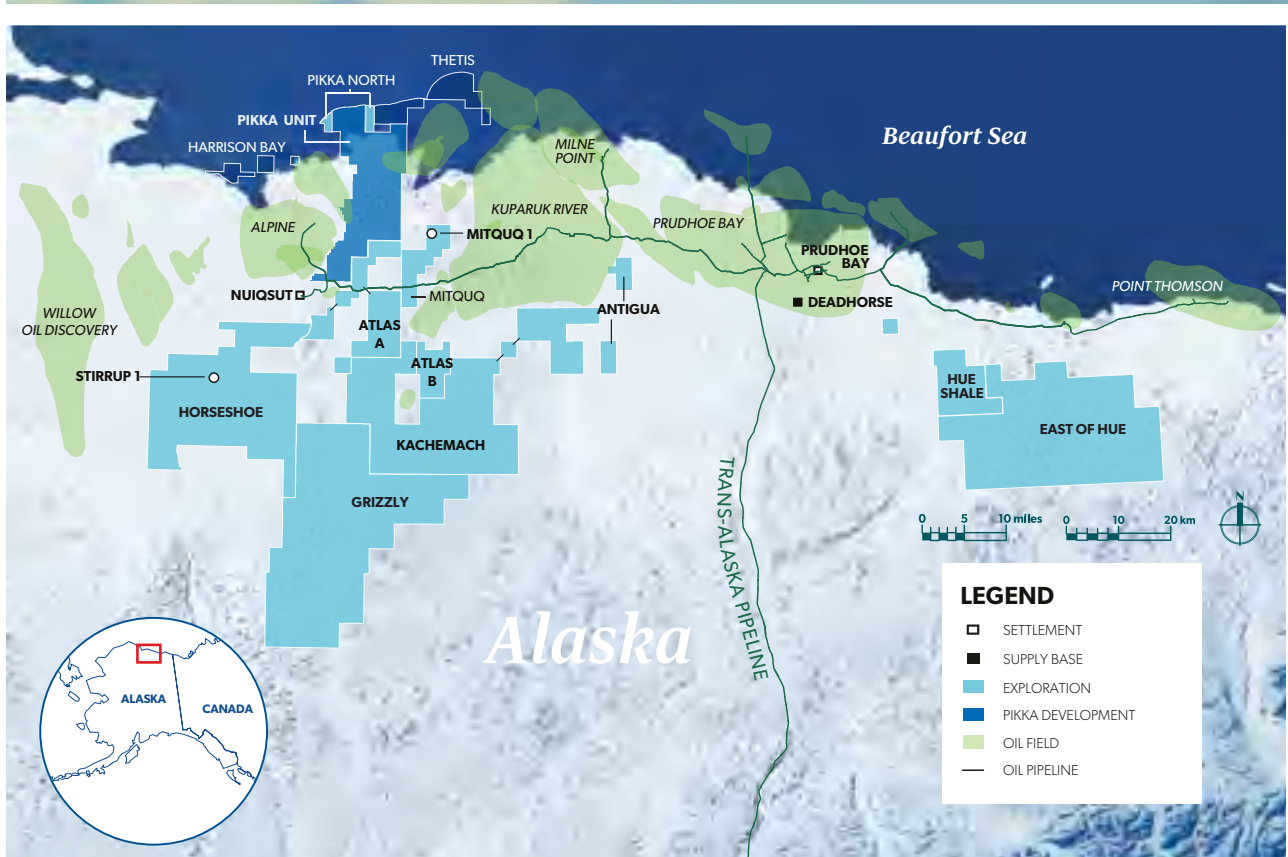 THETIS
PIKKA NORTH
PIKKA UNIT
HARRISON BAY
Beaufort Sea
MILNE
POINT
KUPARUK RIVER
ALPINE
PRUDHOE BAY
MITQUQ 1
PRUDHOE
BAY
NUIQSUT
MITQUQ
DEADHORSE
POINT THOMSON
WILLOW
OIL DISCOVERY
ANTIGUA
ATLAS
A
ATLAS
B
STIRRUP 1
HORSESHOE
HUE
SHALE
EAST OF HUE
KACHEMACH
GRIZZLY
TRANS-ALASKA PIPELINE
0 5 10 miles
0 10 20 km
N
Alaska
LEGEND
SETTLEMENT
SUPPLY BASE
EXPLORATION
PIKKA DEVELOPMENT
OIL FIELD
OIL PIPELINE
ALASKA
CANADA